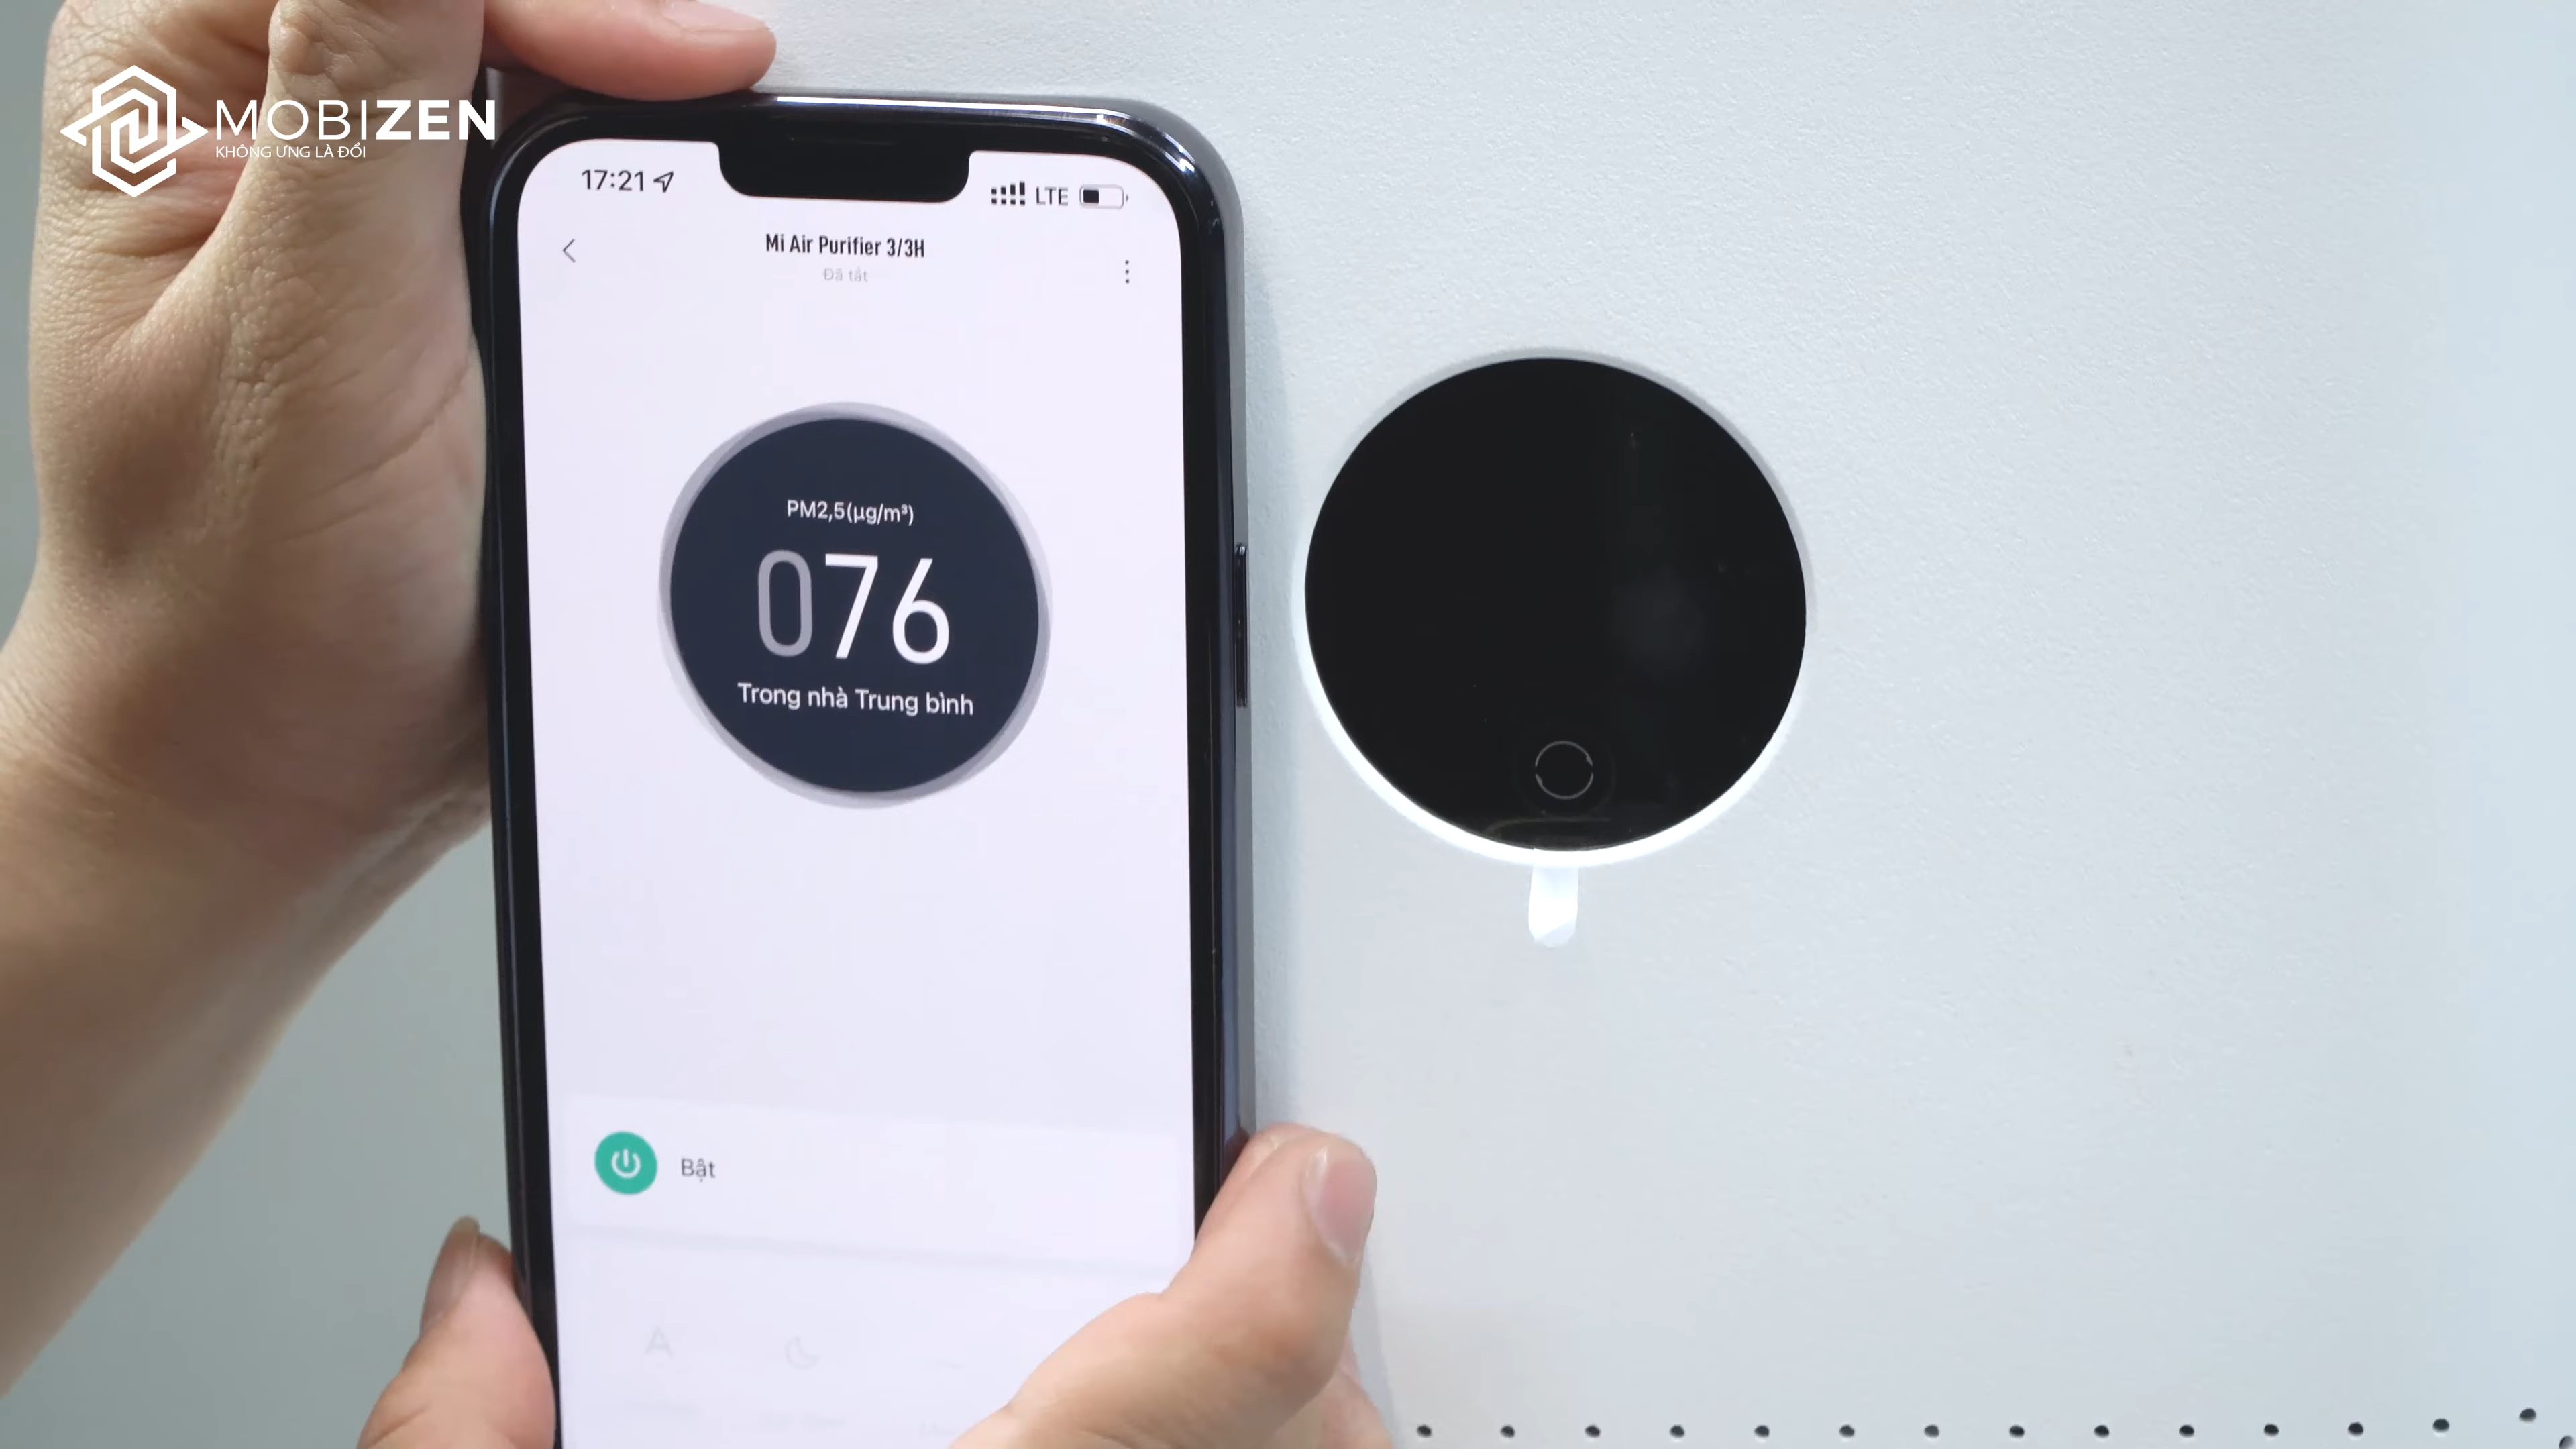 MOBIZEN
KHÔNG ƯNG LÀ ĐỔI
17:21
LTE
Mi Air Purifier 3/3H
Đã tắt
PM2,5(µg/m³)
076
Trong nhà Trung bình
Bật
A